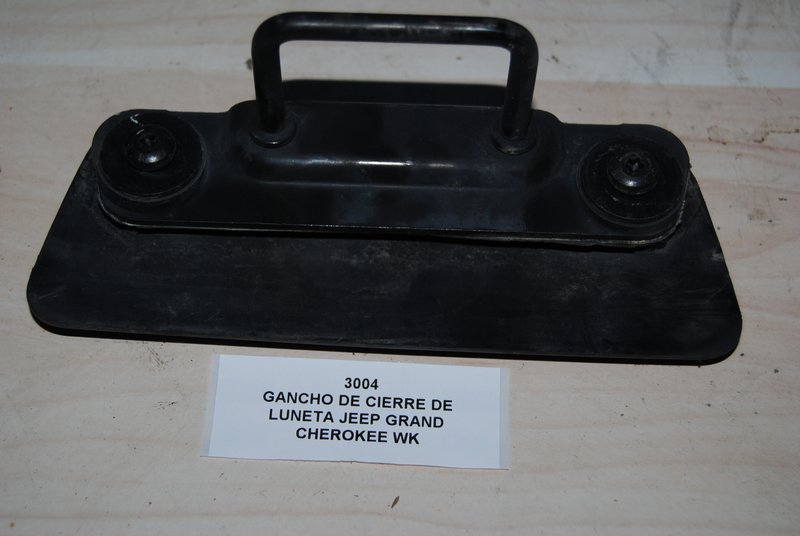 3004
GANCHO DE CIERRE DE
LUNETA JEEP GRAND
CHEROKEE WK